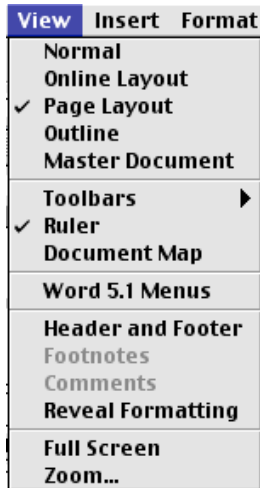 View Insert Format
Normal
Online Layout
✓ Page Layout
Outline
Master Document
Toolbars
✓ Ruler
Document Map
Word 5.1 Menus
Header and Footer
Footnotes
Comments
Reveal Formatting
Full Screen
Zoom...